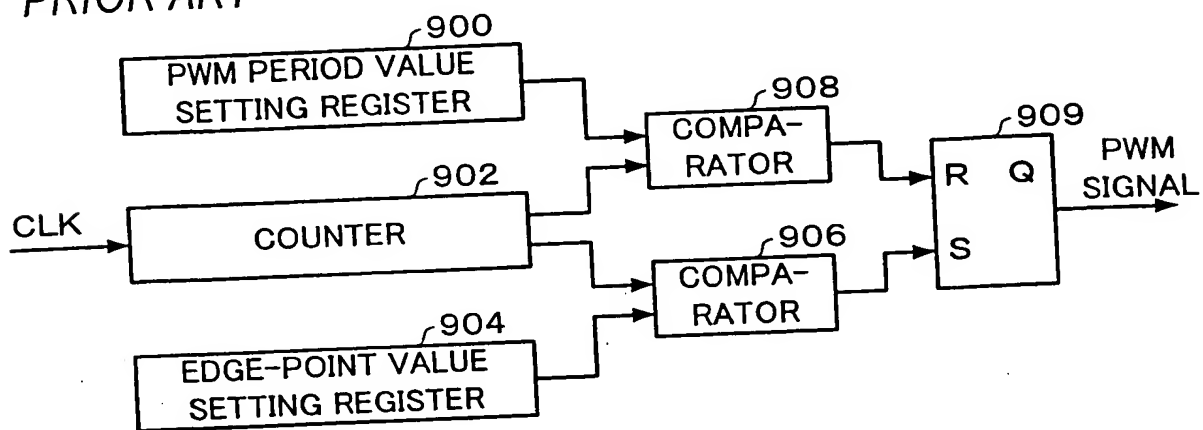 PRIOR ART
900
PWM PERIOD VALUE
SETTING REGISTER
908
COMPA-
RATOR
909
R Q
S
PWM
SIGNAL
902
CLK
COUNTER
906
COMPA-
RATOR
904
EDGE-POINT VALUE
SETTING REGISTER